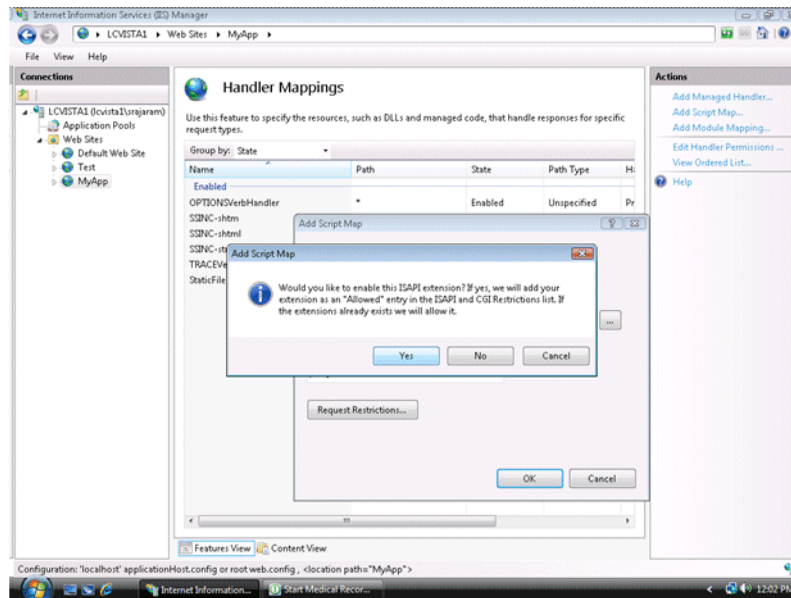 Internet Information Services (IIS) Manager
LCVISTA1 Web Sites MyApp
File View Help
Connections
LCVISTA1 (lcvista1\srajaram)
Application Pools
Web Sites
Default Web Site
Test
MyApp
Handler Mappings
Use this feature to specify the resources, such as DLLs and managed code, that handle responses for specific
request types.
Group by: State
Name Path State Path Type
Enabled
OPTIONSVerbHandler * Enabled Unspecified Pr
SSINC-shtm
SSINC-shtml
TRACEVe
StaticFile
Add Script Map
Add Script Map
Would you like to enable this ISAPI extension? If yes, we will add your
extension as an "Allowed" entry in the ISAPI and CGI Restrictions list. If
the extensions already exists we will allow it.
Yes No Cancel
...
Request Restrictions...
OK Cancel
Features View Content View
Actions
Add Managed Handler...
Add Script Map...
Add Module Mapping...
Edit Handler Permissions ...
View Ordered List...
Help
Configuration: 'localhost' applicationHost.config or root web.config , <location path="MyApp">
Internet Information... Start Medical Recor... 12:02 PM